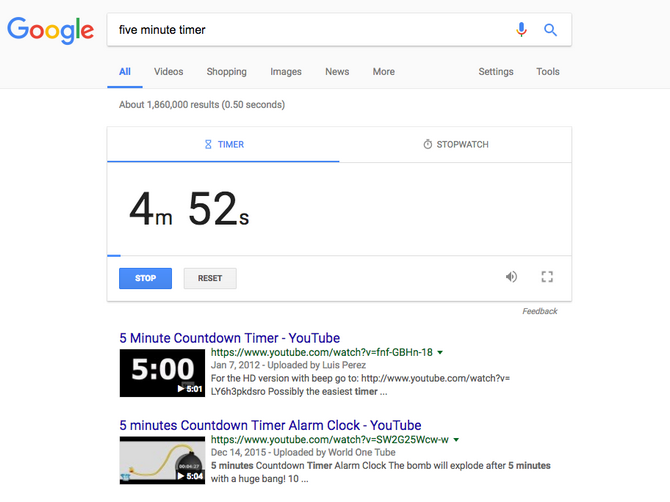 Google
five minute timer
All Videos Shopping Images News More Settings Tools
About 1,860,000 results (0.50 seconds)
TIMER STOPWATCH
4m 52s
STOP RESET
Feedback
5 Minute Countdown Timer - YouTube
https://www.youtube.com/watch?v=fnf-GBHn-18
Jan 7, 2012 - Uploaded by Luis Perez
For the HD version with beep go to: http://www.youtube.com/watch?v=
LY6h3pkdsro Possibly the easiest timer ...
5:00
5:01
5 minutes Countdown Timer Alarm Clock - YouTube
https://www.youtube.com/watch?v=SW2G25Wcw-w
Dec 14, 2015 - Uploaded by World One Tube
5 minutes Countdown Timer Alarm Clock The bomb will explode after 5 minutes
with a huge bang! 10 ...
5:04